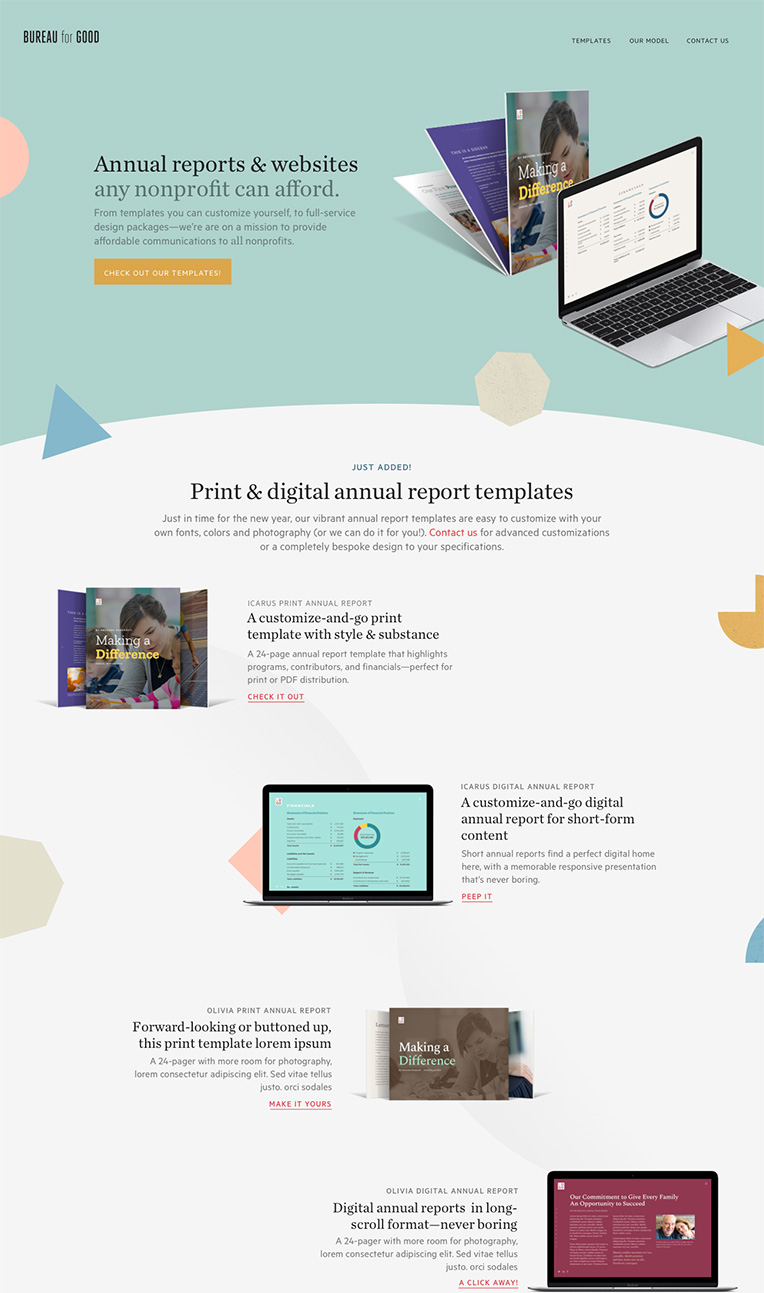 BUREAU for GOOD
TEMPLATES
OUR MODEL
CONTACT US
Annual reports & websites
any nonprofit can afford.
From templates you can customize yourself, to full-service
design packages—we're are on a mission to provide
affordable communications to all nonprofits.
CHECK OUT OUR TEMPLATES!
THIS IS A SIDEBAR
Making a
Difference
FINANCIALS
JUST ADDED!
Print & digital annual report templates
Just in time for the new year, our vibrant annual report templates are easy to customize with your
own fonts, colors and photography (or we can do it for you!). Contact us for advanced customizations
or a completely bespoke design to your specifications.
Making a
Difference
ICARUS PRINT ANNUAL REPORT
A customize-and-go print
template with style & substance
A 24-page annual report template that highlights
programs, contributors, and financials—perfect for
print or PDF distribution.
CHECK IT OUT
FINANCIALS
ICARUS DIGITAL ANNUAL REPORT
A customize-and-go digital
annual report for short-form
content
Short annual reports find a perfect digital home
here, with a memorable responsive presentation
that's never boring.
PEEP IT
OLIVIA PRINT ANNUAL REPORT
Forward-looking or buttoned up,
this print template lorem ipsum
A 24-pager with more room for photography,
lorem consectetur adipiscing elit. Sed vitae tellus
justo. orci sodales
MAKE IT YOURS
Making a
Difference
OLIVIA DIGITAL ANNUAL REPORT
Digital annual reports in long-
scroll format—never boring
A 24-pager with more room for photography,
lorem consectetur adipiscing elit. Sed vitae tellus
justo. orci sodales
A CLICK AWAY!
Our Commitment to Give Every Family
An Opportunity to Succeed